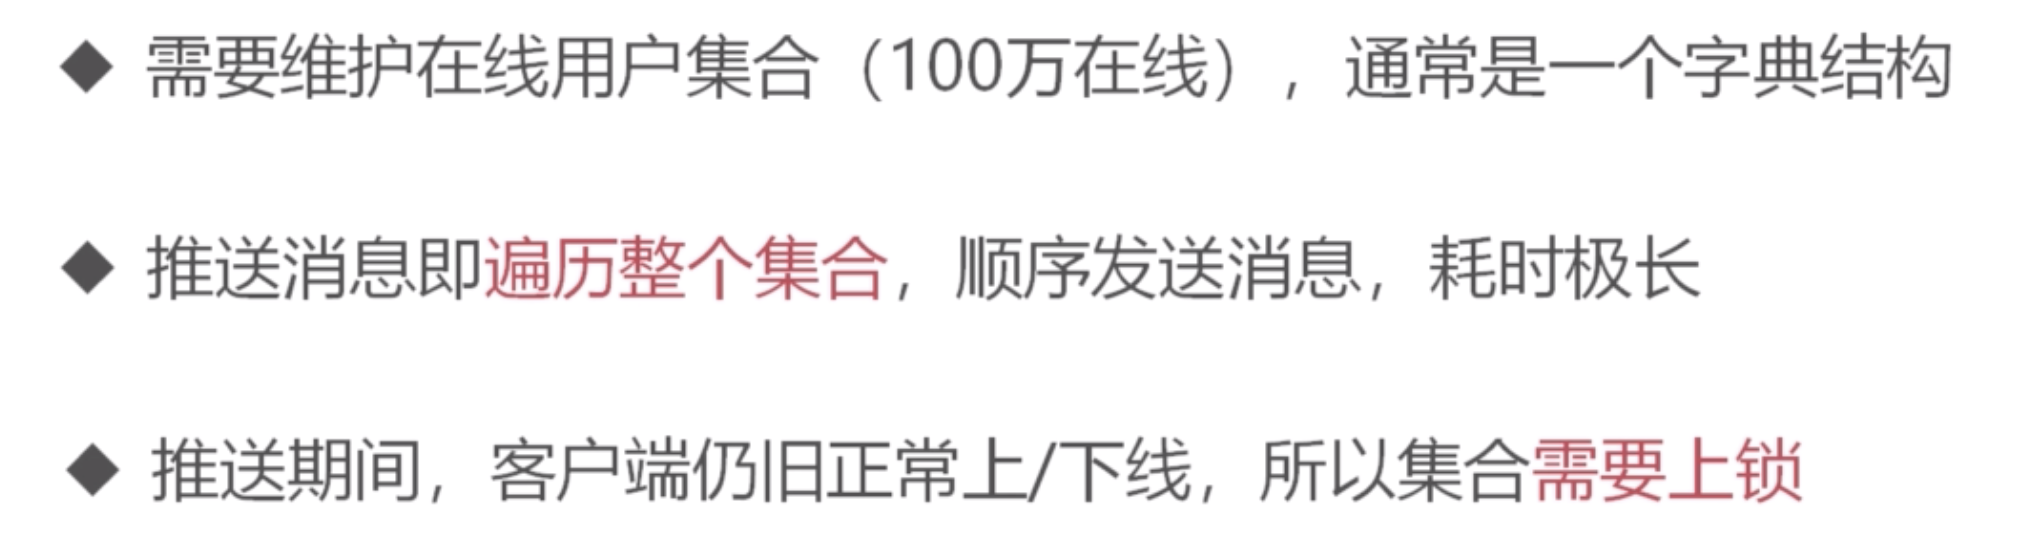 ◆ 需要维护在线用户集合（100万在线），通常是一个字典结构
◆ 推送消息即遍历整个集合，顺序发送消息，耗时极长
◆ 推送期间，客户端仍旧正常上/下线，所以集合需要上锁